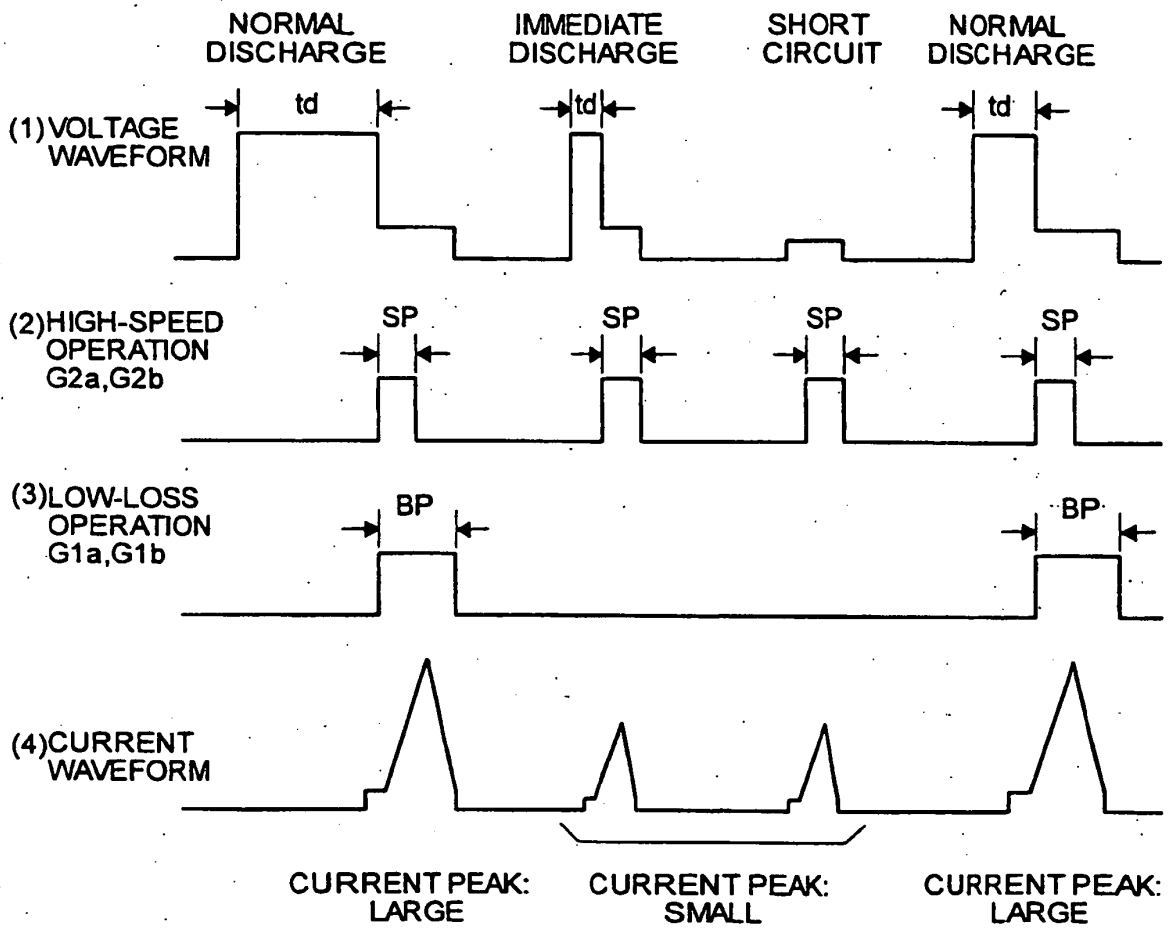 NORMAL DISCHARGE
IMMEDIATE DISCHARGE
SHORT CIRCUIT
NORMAL DISCHARGE
td
td
td
(1) VOLTAGE WAVEFORM
(2) HIGH-SPEED OPERATION G2a,G2b
SP
SP
SP
SP
(3) LOW-LOSS OPERATION G1a,G1b
BP
BP
(4) CURRENT WAVEFORM
CURRENT PEAK: LARGE
CURRENT PEAK: SMALL
CURRENT PEAK: LARGE